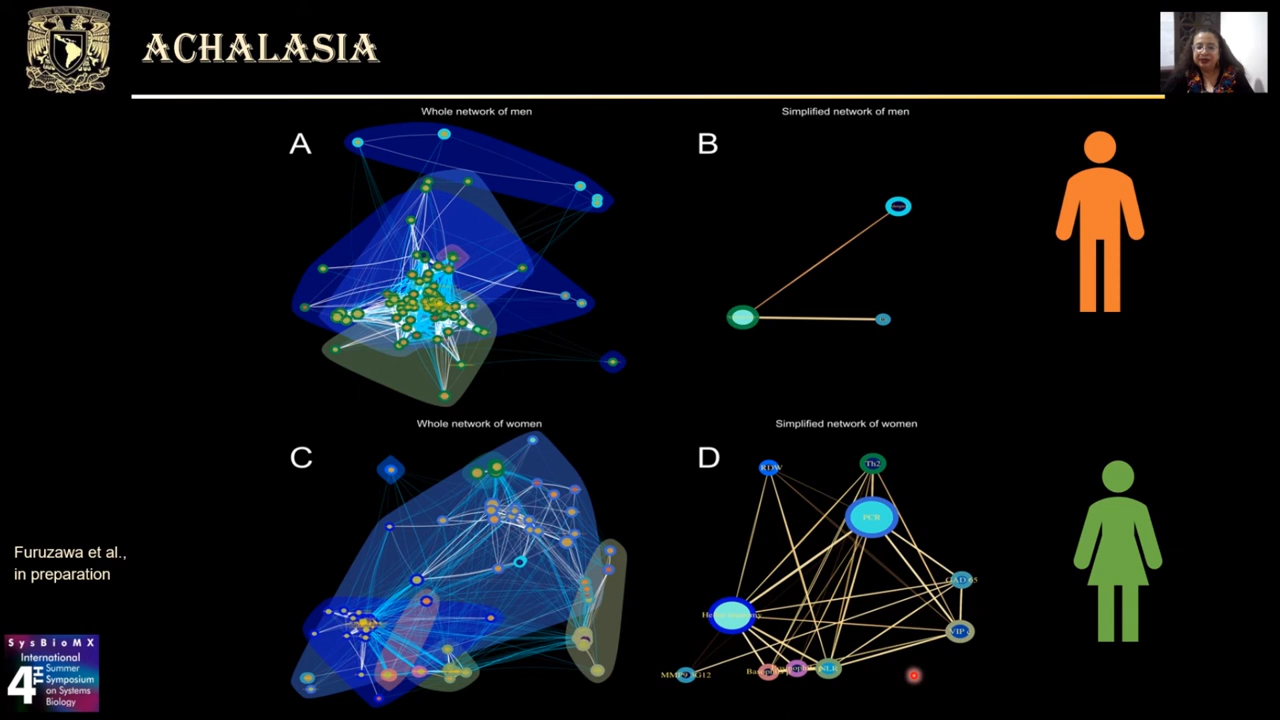 ACHALASIA
Whole network of men
Simplified network of men
A
B
Whole network of women
Simplified network of women
C
D
RDW
Th2
PCR
GAD 65
VIP
NLR
Furuzawa et al.,
in preparation
SysBioMX
International
4TH Summer
Symposium
on Systems
Biology